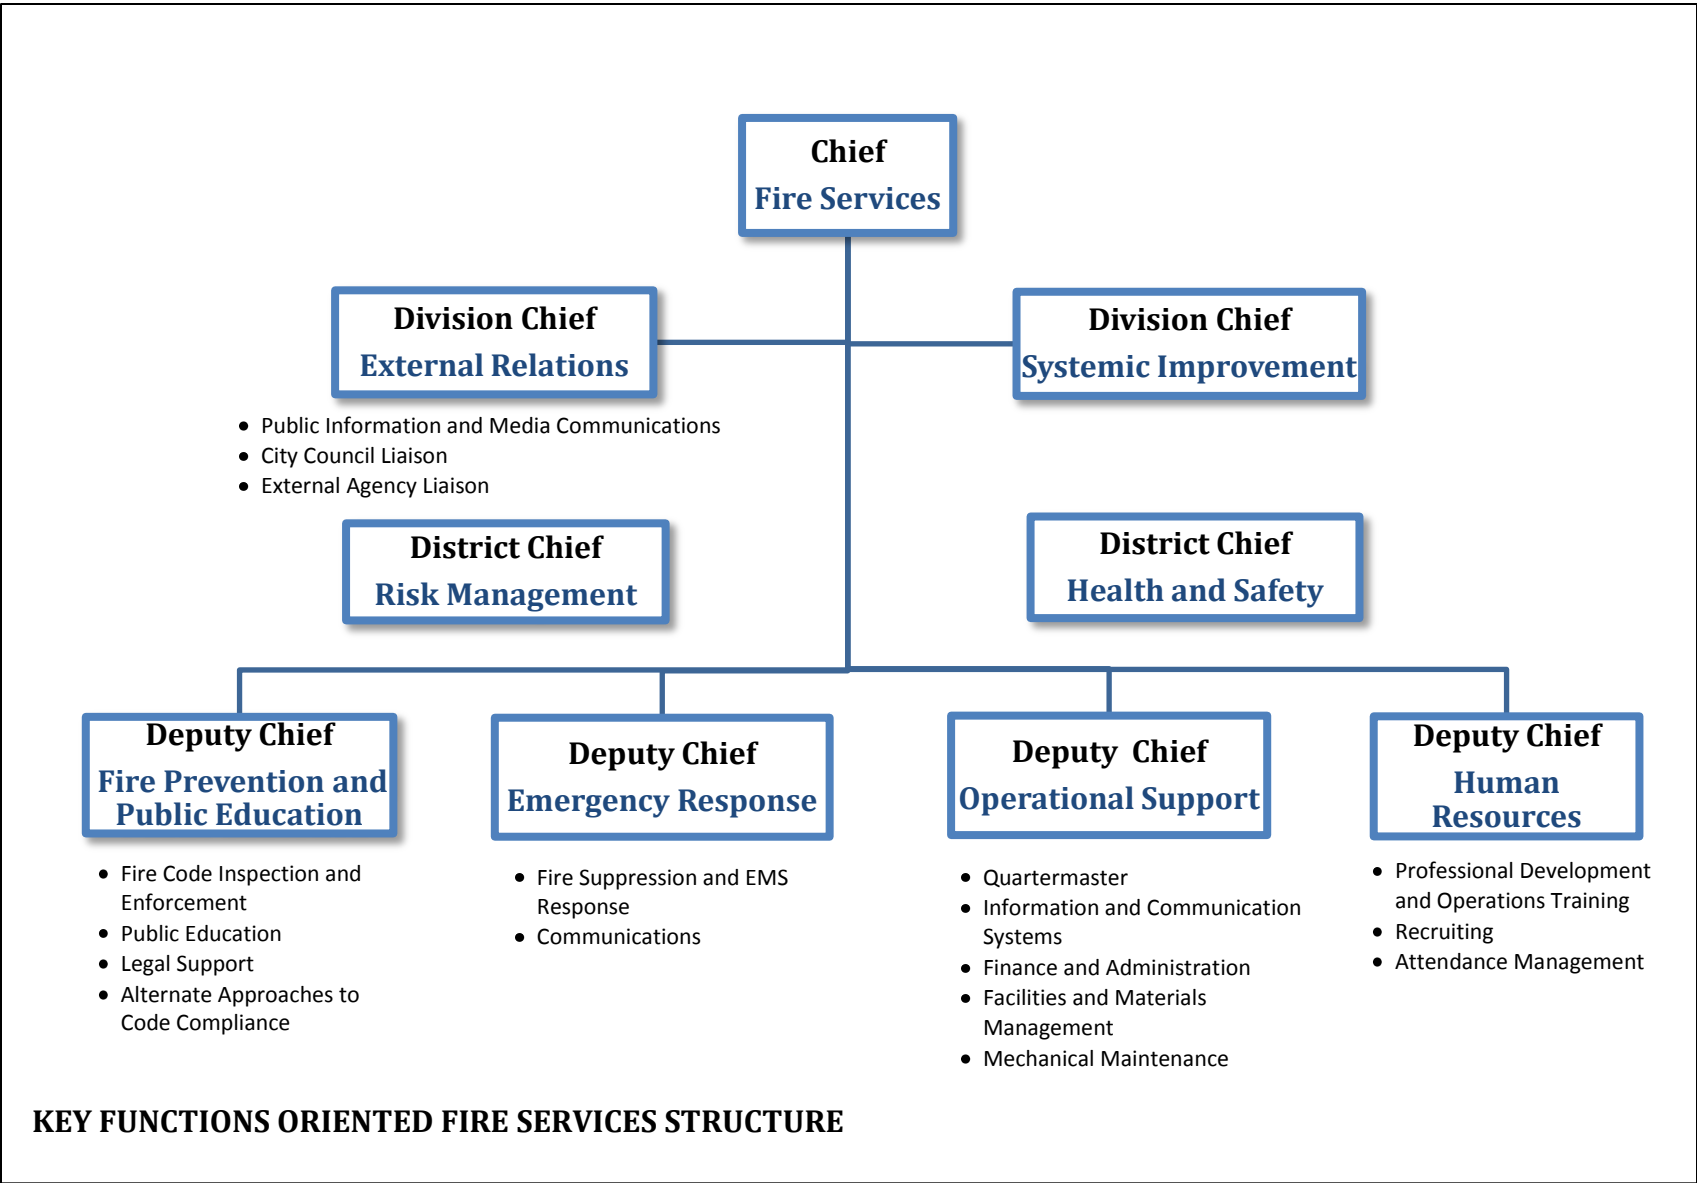 Chief
Fire Services
Division Chief
External Relations
Division Chief
Systemic Improvement
• Public Information and Media Communications
• City Council Liaison
• External Agency Liaison
District Chief
Risk Management
District Chief
Health and Safety
Deputy Chief
Fire Prevention and
Public Education
Deputy Chief
Emergency Response
Deputy  Chief
Operational Support
Deputy Chief
Human
Resources
• Fire Code Inspection and
Enforcement
• Public Education
• Legal Support
• Alternate Approaches to
Code Compliance
• Fire Suppression and EMS
Response
• Communications
• Quartermaster
• Information and Communication
Systems
• Finance and Administration
• Facilities and Materials
Management
• Mechanical Maintenance
• Professional Development
and Operations Training
• Recruiting
• Attendance Management
KEY FUNCTIONS ORIENTED FIRE SERVICES STRUCTURE